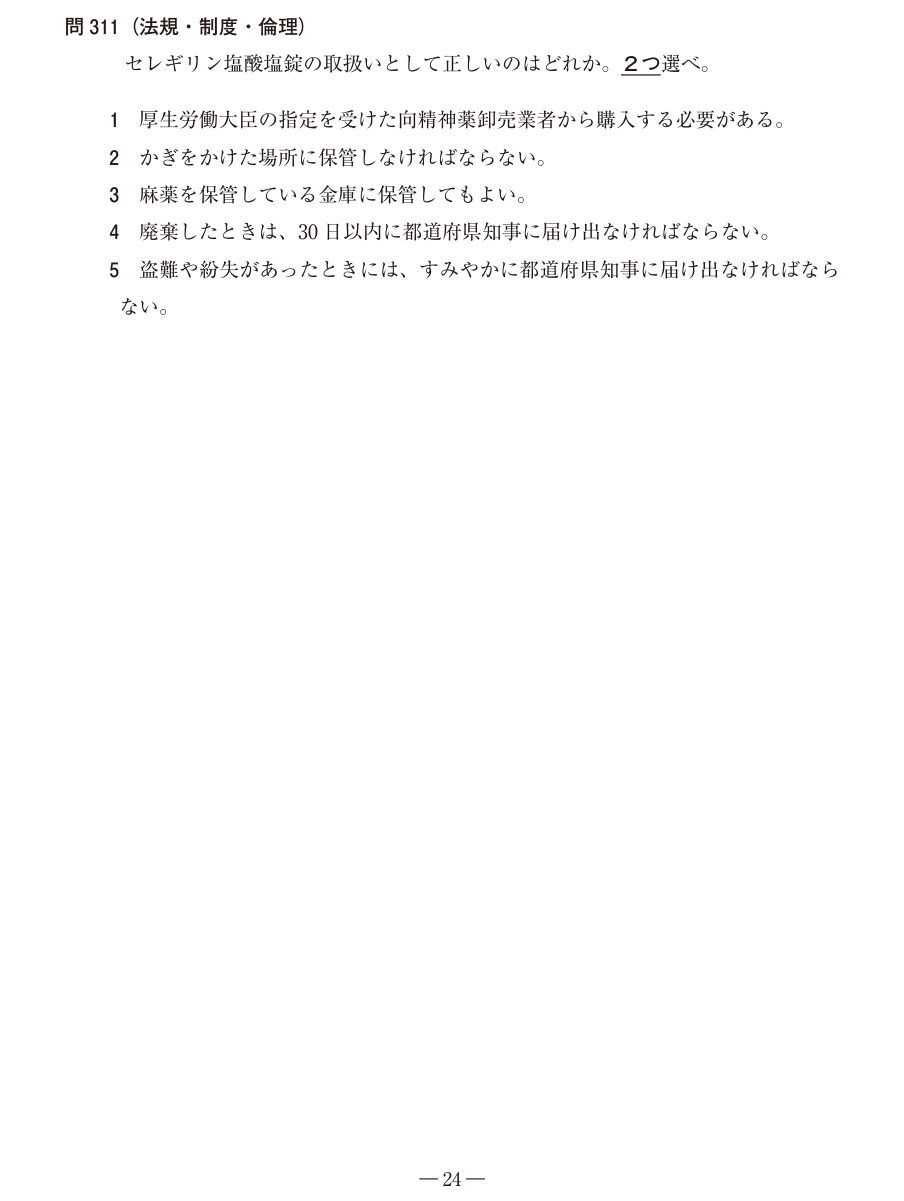 問 311（法規・制度・倫理）
セレギリン塩酸塩錠の取扱いとして正しいのはどれか。２つ選べ。
1　厚生労働大臣の指定を受けた向精神薬卸売業者から購入する必要がある。
2　かぎをかけた場所に保管しなければならない。
3　麻薬を保管している金庫に保管してもよい。
4　廃棄したときは、30 日以内に都道府県知事に届け出なければならない。
5　盗難や紛失があったときには、すみやかに都道府県知事に届け出なければなら
ない。
― 24 ―